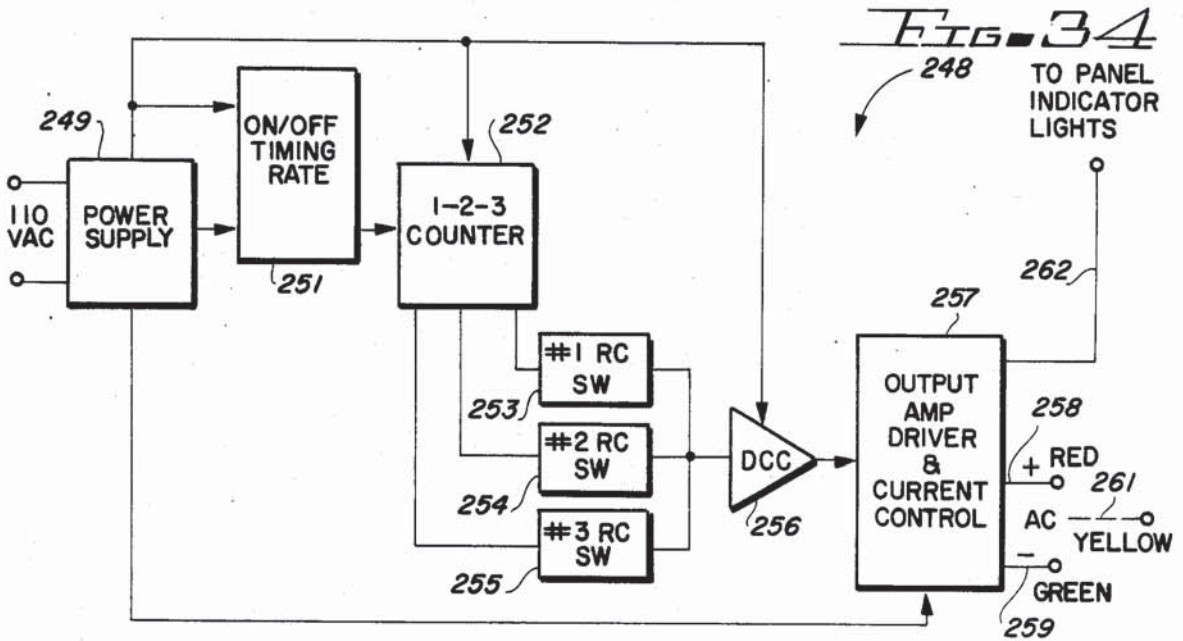 FIG. 34
248
TO PANEL
INDICATOR
LIGHTS
249
110
VAC
POWER
SUPPLY
ON/OFF
TIMING
RATE
251
252
1-2-3
COUNTER
262
#1 RC
SW
253
#2 RC
SW
254
#3 RC
SW
255
DCC
256
257
OUTPUT
AMP
DRIVER
&
CURRENT
CONTROL
258
+ RED
261
AC
YELLOW
-
GREEN
259